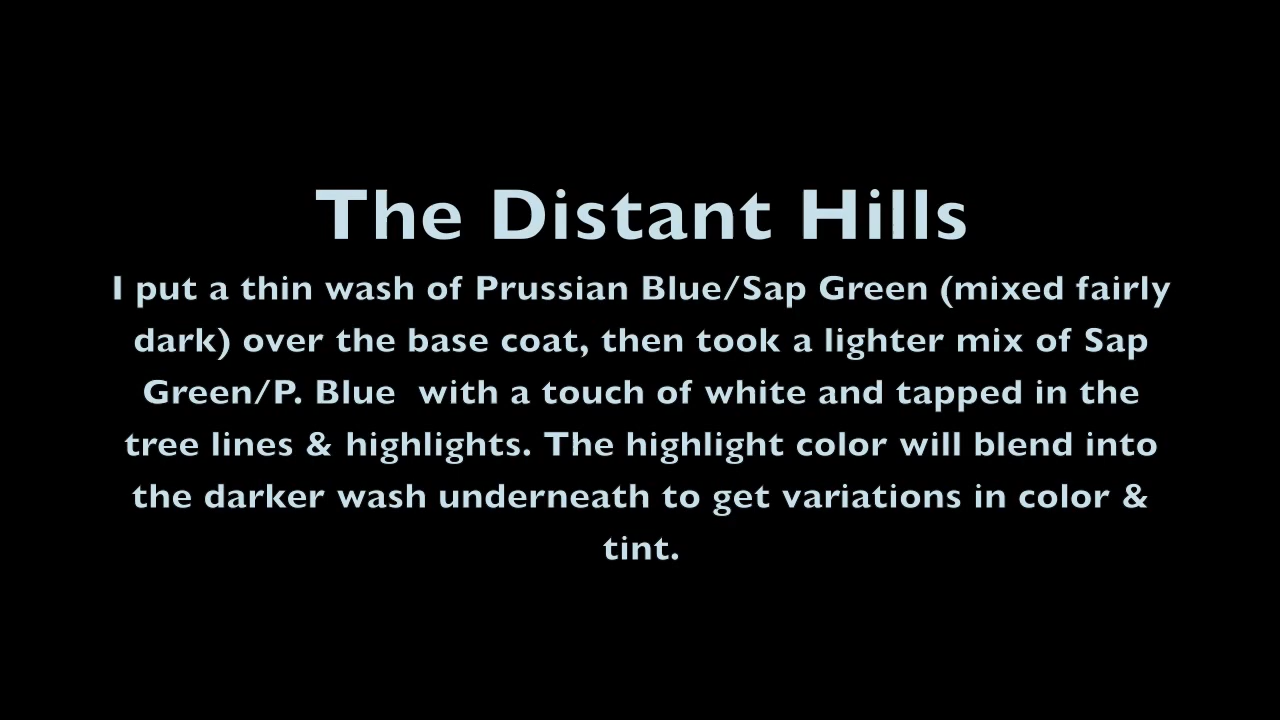 The Distant Hills
I put a thin wash of Prussian Blue/Sap Green (mixed fairly
dark) over the base coat, then took a lighter mix of Sap
Green/P. Blue  with a touch of white and tapped in the
tree lines & highlights. The highlight color will blend into
the darker wash underneath to get variations in color &
tint.